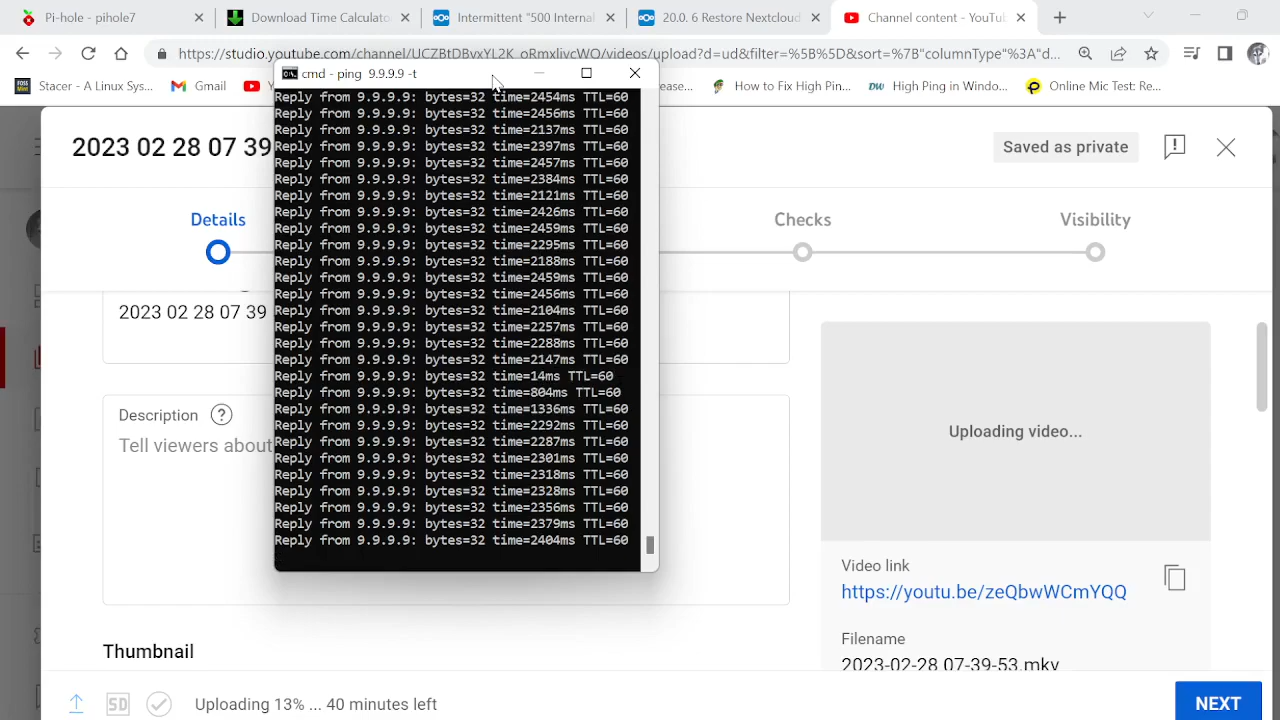 Pi-hole - pihole7
Download Time Calculato
Intermittent "500 Internal
20.0. 6 Remote Nextcloud
Channel content - YouTu
https://studio.youtube.com/channel/UCZBtDBvxYL2K_oRmxlivcWQ/videos/upload?d=ud&filter=%5B%5D&sort=%7B"columnType"%3A"d...
Stacer - A Linux Sys...
Gmail
ease...
How to Fix High Pin...
High Ping in Windo...
Online Mic Test: Re...
cmd - ping 9.9.9.9 -t
Reply from 9.9.9.9: bytes=32 time=2454ms TTL=60
Reply from 9.9.9.9: bytes=32 time=2456ms TTL=60
Reply from 9.9.9.9: bytes=32 time=2137ms TTL=60
Reply from 9.9.9.9: bytes=32 time=2397ms TTL=60
Reply from 9.9.9.9: bytes=32 time=2457ms TTL=60
Reply from 9.9.9.9: bytes=32 time=2384ms TTL=60
Reply from 9.9.9.9: bytes=32 time=2121ms TTL=60
Reply from 9.9.9.9: bytes=32 time=2426ms TTL=60
Reply from 9.9.9.9: bytes=32 time=2459ms TTL=60
Reply from 9.9.9.9: bytes=32 time=2295ms TTL=60
Reply from 9.9.9.9: bytes=32 time=2188ms TTL=60
Reply from 9.9.9.9: bytes=32 time=2459ms TTL=60
Reply from 9.9.9.9: bytes=32 time=2456ms TTL=60
Reply from 9.9.9.9: bytes=32 time=2104ms TTL=60
Reply from 9.9.9.9: bytes=32 time=2257ms TTL=60
Reply from 9.9.9.9: bytes=32 time=2288ms TTL=60
Reply from 9.9.9.9: bytes=32 time=2147ms TTL=60
Reply from 9.9.9.9: bytes=32 time=14ms TTL=60
Reply from 9.9.9.9: bytes=32 time=804ms TTL=60
Reply from 9.9.9.9: bytes=32 time=1336ms TTL=60
Reply from 9.9.9.9: bytes=32 time=2292ms TTL=60
Reply from 9.9.9.9: bytes=32 time=2287ms TTL=60
Reply from 9.9.9.9: bytes=32 time=2301ms TTL=60
Reply from 9.9.9.9: bytes=32 time=2318ms TTL=60
Reply from 9.9.9.9: bytes=32 time=2328ms TTL=60
Reply from 9.9.9.9: bytes=32 time=2356ms TTL=60
Reply from 9.9.9.9: bytes=32 time=2379ms TTL=60
Reply from 9.9.9.9: bytes=32 time=2404ms TTL=60
2023 02 28 07 39
Saved as private
Details
Checks
Visibility
2023 02 28 07 39
Description
Tell viewers about
Thumbnail
Uploading video...
Video link
https://youtu.be/zeQbwWCmYQQ
Filename
2023-02-28 07-39-53.mkv
SD
Uploading 13% ... 40 minutes left
NEXT